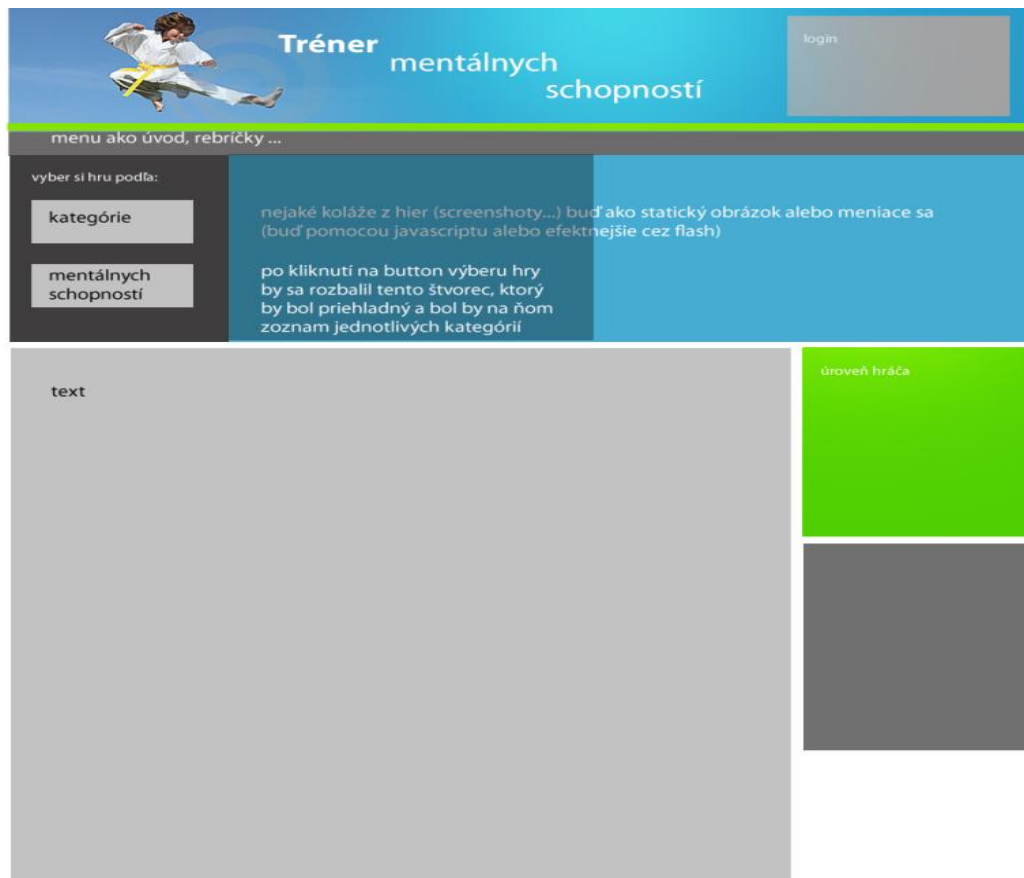 Tréner
mentálnych
schopností
login
menu ako úvod, rebríčky ...
vyber si hru podľa:
kategórie
mentálnych
schopností
nejaké koláže z hier (screenshoty...) buď ako statický obrázok alebo meniace sa
(buď pomocou javascriptu alebo efektnejšie cez flash)
po kliknutí na button výberu hry
by sa rozbalil tento štvorec, ktorý
by bol priehladný a bol by na ňom
zoznam jednotlivých kategórií
text
úroveň hráča